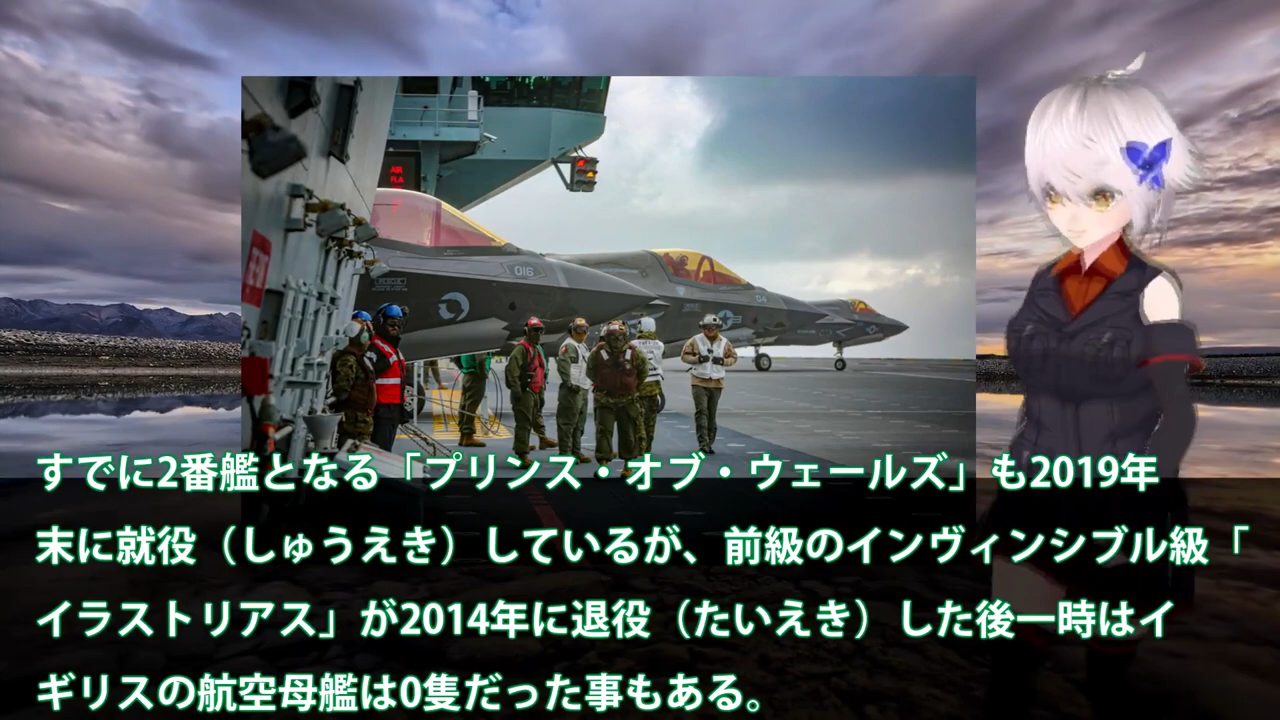 AIR
FLA
016
RESCUE
04
すでに2番艦となる「プリンス・オブ・ウェールズ」も2019年
末に就役（しゅうえき）しているが、前級のインヴィンシブル級「
イラストリアス」が2014年に退役（たいえき）した後一時はイ
ギリスの航空母艦は0隻だった事もある。